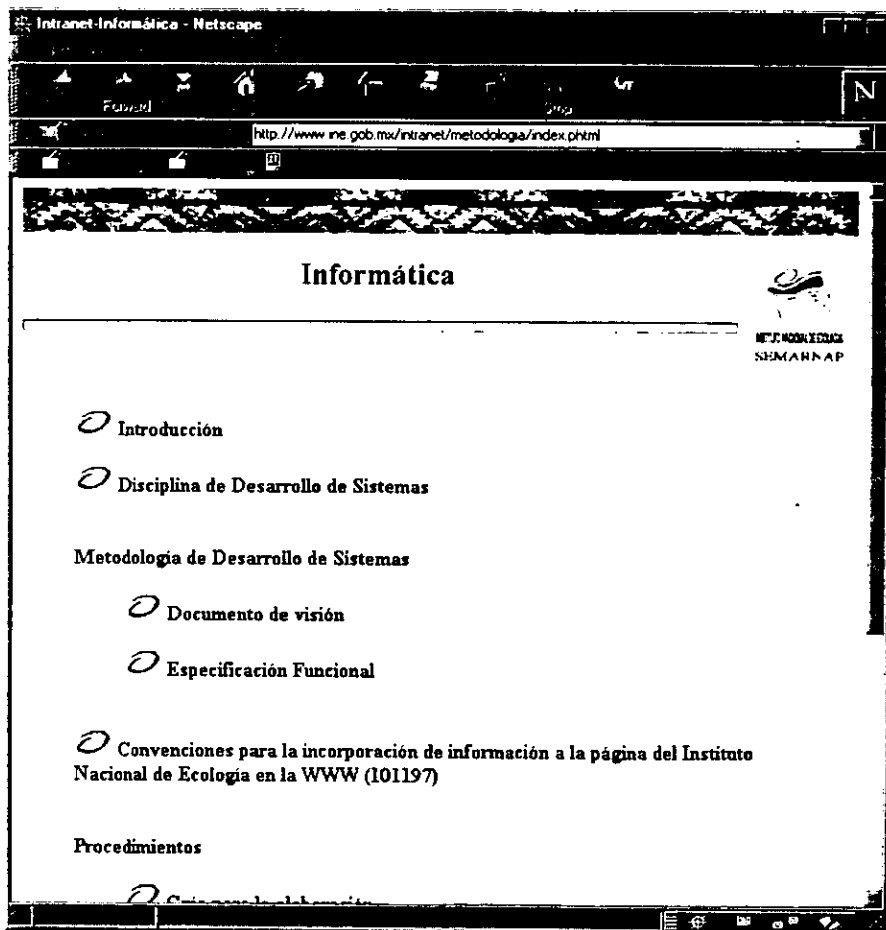 Intranet-Informática - Netscape
Forward
Stop
N
http://www.ine.gob.mx/intranet/metodologia/index.phtml
Informática
SEMARNAP
Introducción
Disciplina de Desarrollo de Sistemas
Metodología de Desarrollo de Sistemas
Documento de visión
Especificación Funcional
Convenciones para la incorporación de información a la página del Instituto
Nacional de Ecología en la WWW (101197)
Procedimientos